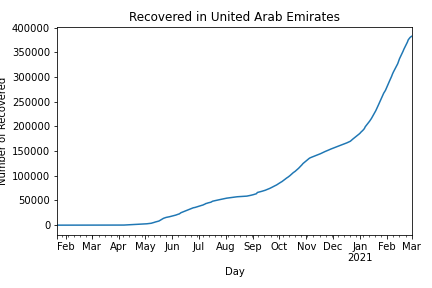 Recovered in United Arab Emirates
400000
350000
300000
250000
200000
150000
100000
50000
0
Number of Recovered
Feb Mar Apr May Jun Jul Aug Sep Oct Nov Dec Jan Feb Mar
2021
Day